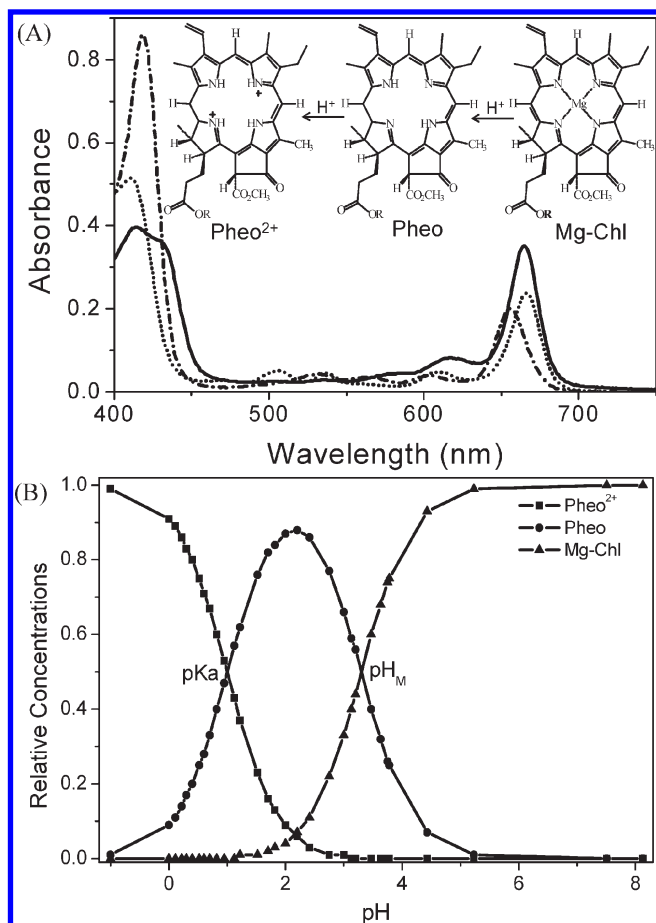 (A)
H
H
NH HN
+
NH HN
+
H
H
H
CH₃
CO₂CH₃
O
O
OR
Pheo²⁺
H⁺
H
NH N
N HN
H
H
H
H
CH₃
CO₂CH₃
O
O
OR
Pheo
H⁺
H
N N
Mg
N N
H
H
H
H
CH₃
CO₂CH₃
O
O
OR
Mg-Chl
Absorbance
0.8
0.6
0.4
0.2
0.0
400 500 600 700
Wavelength (nm)
(B)
Relative Concentrations
1.0
0.8
0.6
0.4
0.2
0.0
Pheo²⁺
Pheo
Mg-Chl
pKa
pH_M
0 2 4 6 8
pH